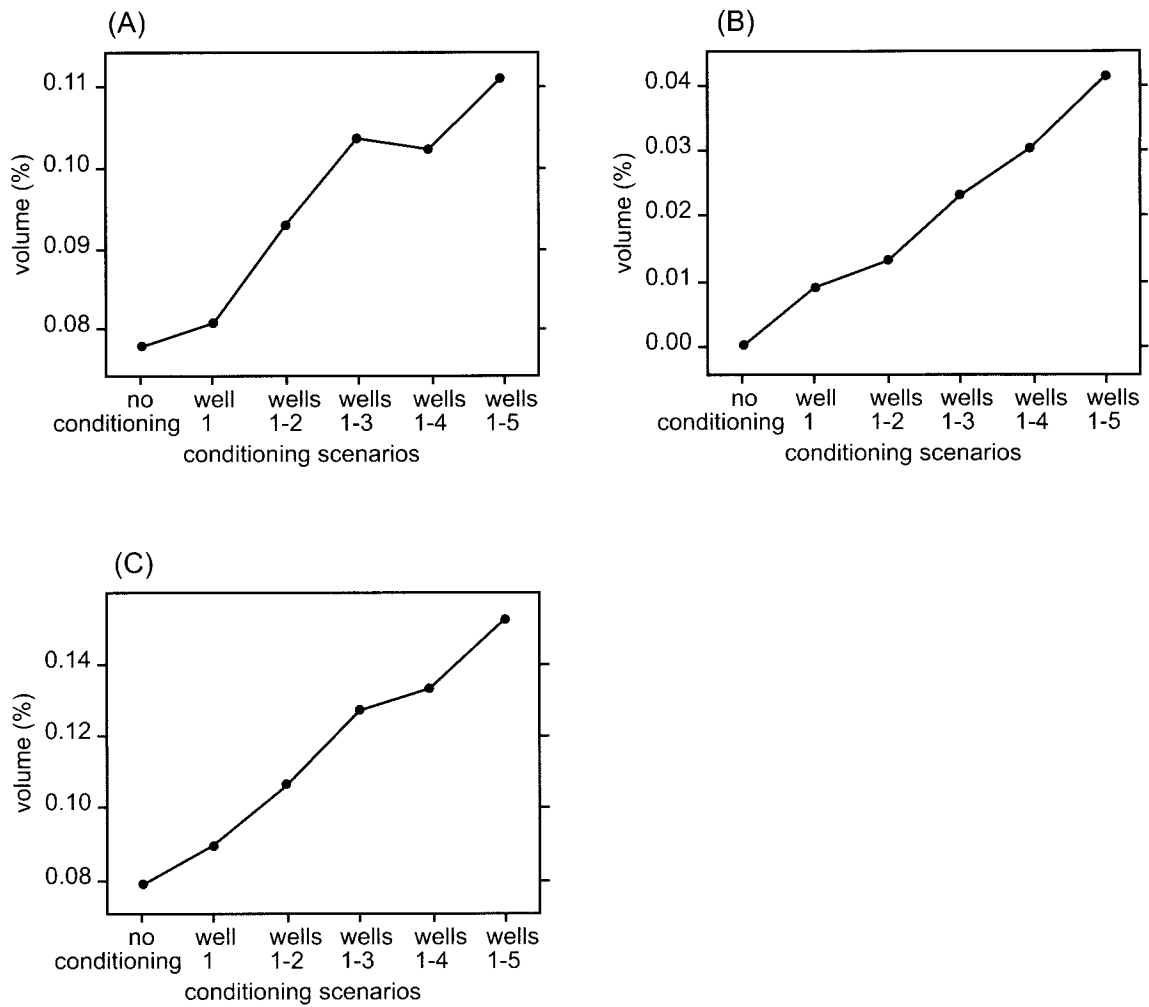 (A)
volume (%)
0.11
0.10
0.09
0.08
no conditioning
well 1
wells 1-2
wells 1-3
wells 1-4
wells 1-5
conditioning scenarios
(B)
volume (%)
0.04
0.03
0.02
0.01
0.00
no conditioning
well 1
wells 1-2
wells 1-3
wells 1-4
wells 1-5
conditioning scenarios
(C)
volume (%)
0.14
0.12
0.10
0.08
no conditioning
well 1
wells 1-2
wells 1-3
wells 1-4
wells 1-5
conditioning scenarios